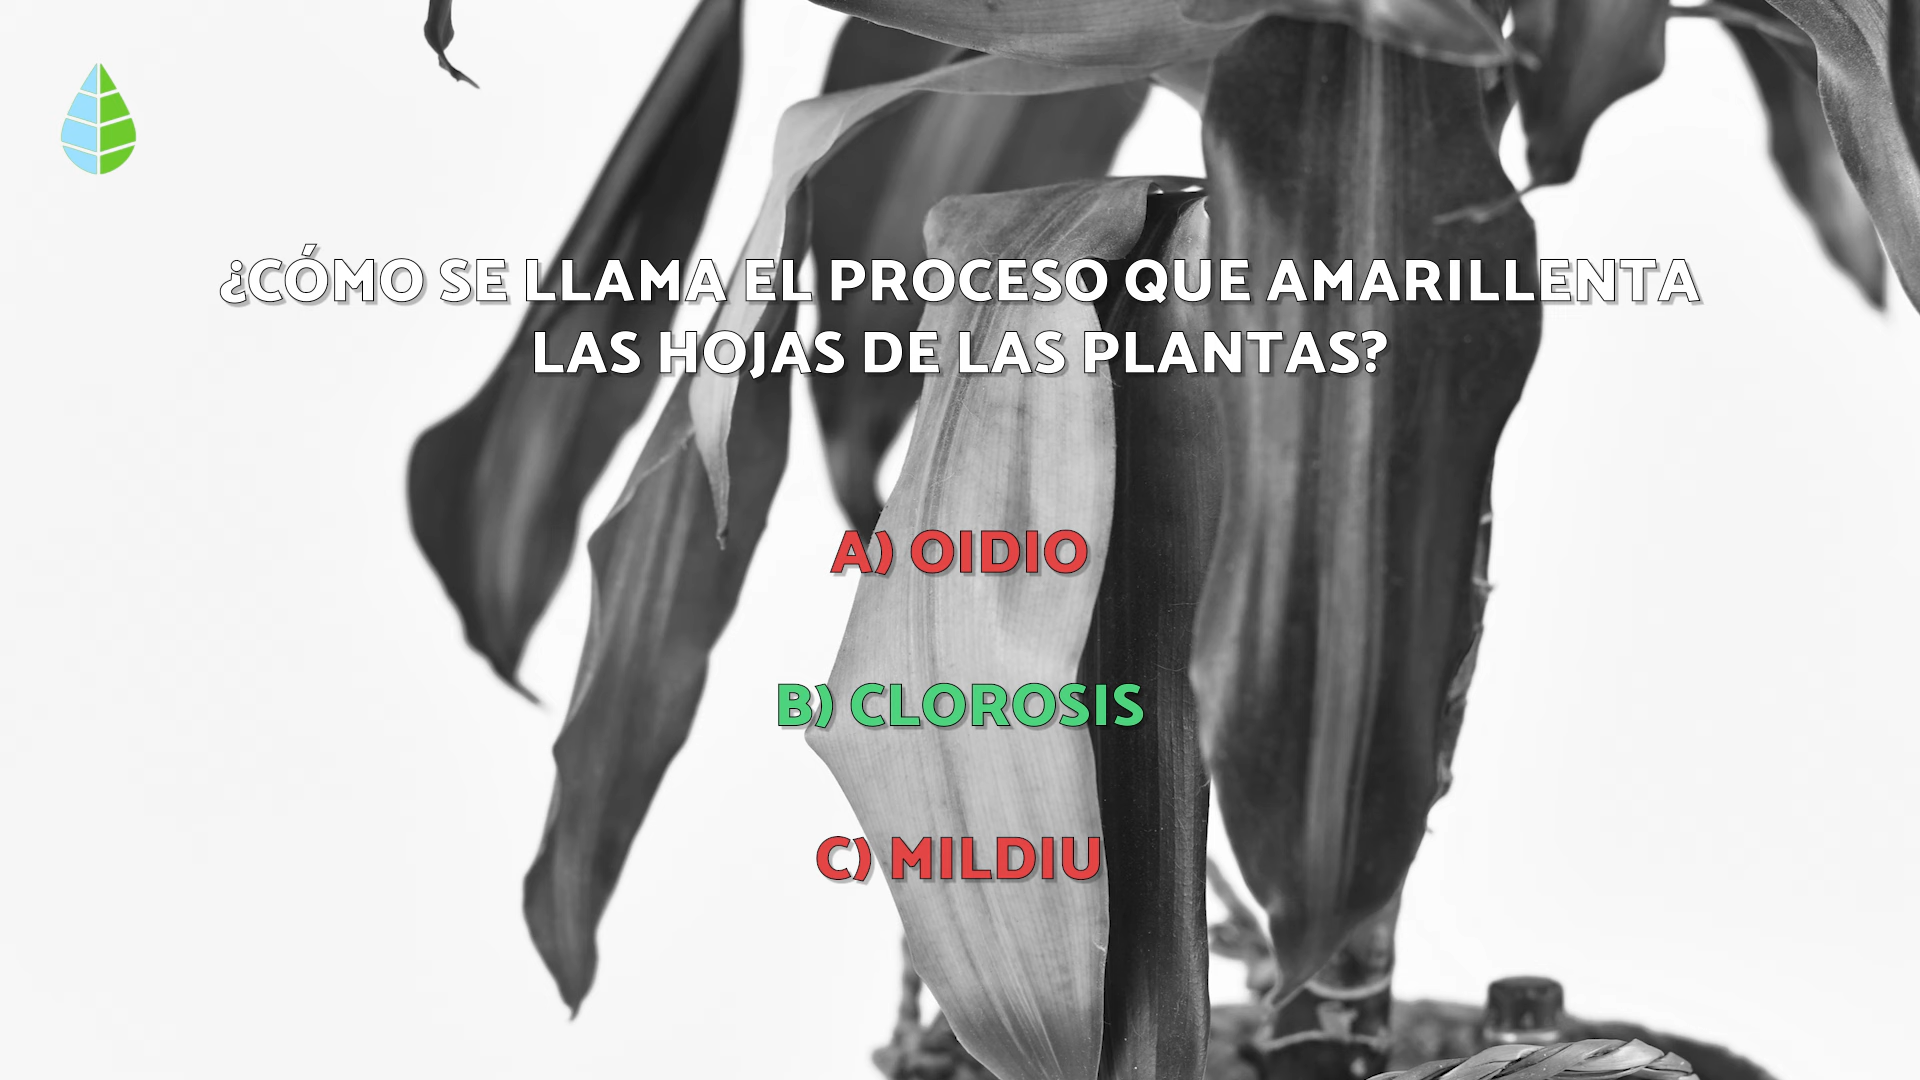 ¿CÓMO SE LLAMA EL PROCESO QUE AMARILLENTA
LAS HOJAS DE LAS PLANTAS?
A) OIDIO
B) CLOROSIS
C) MILDIU